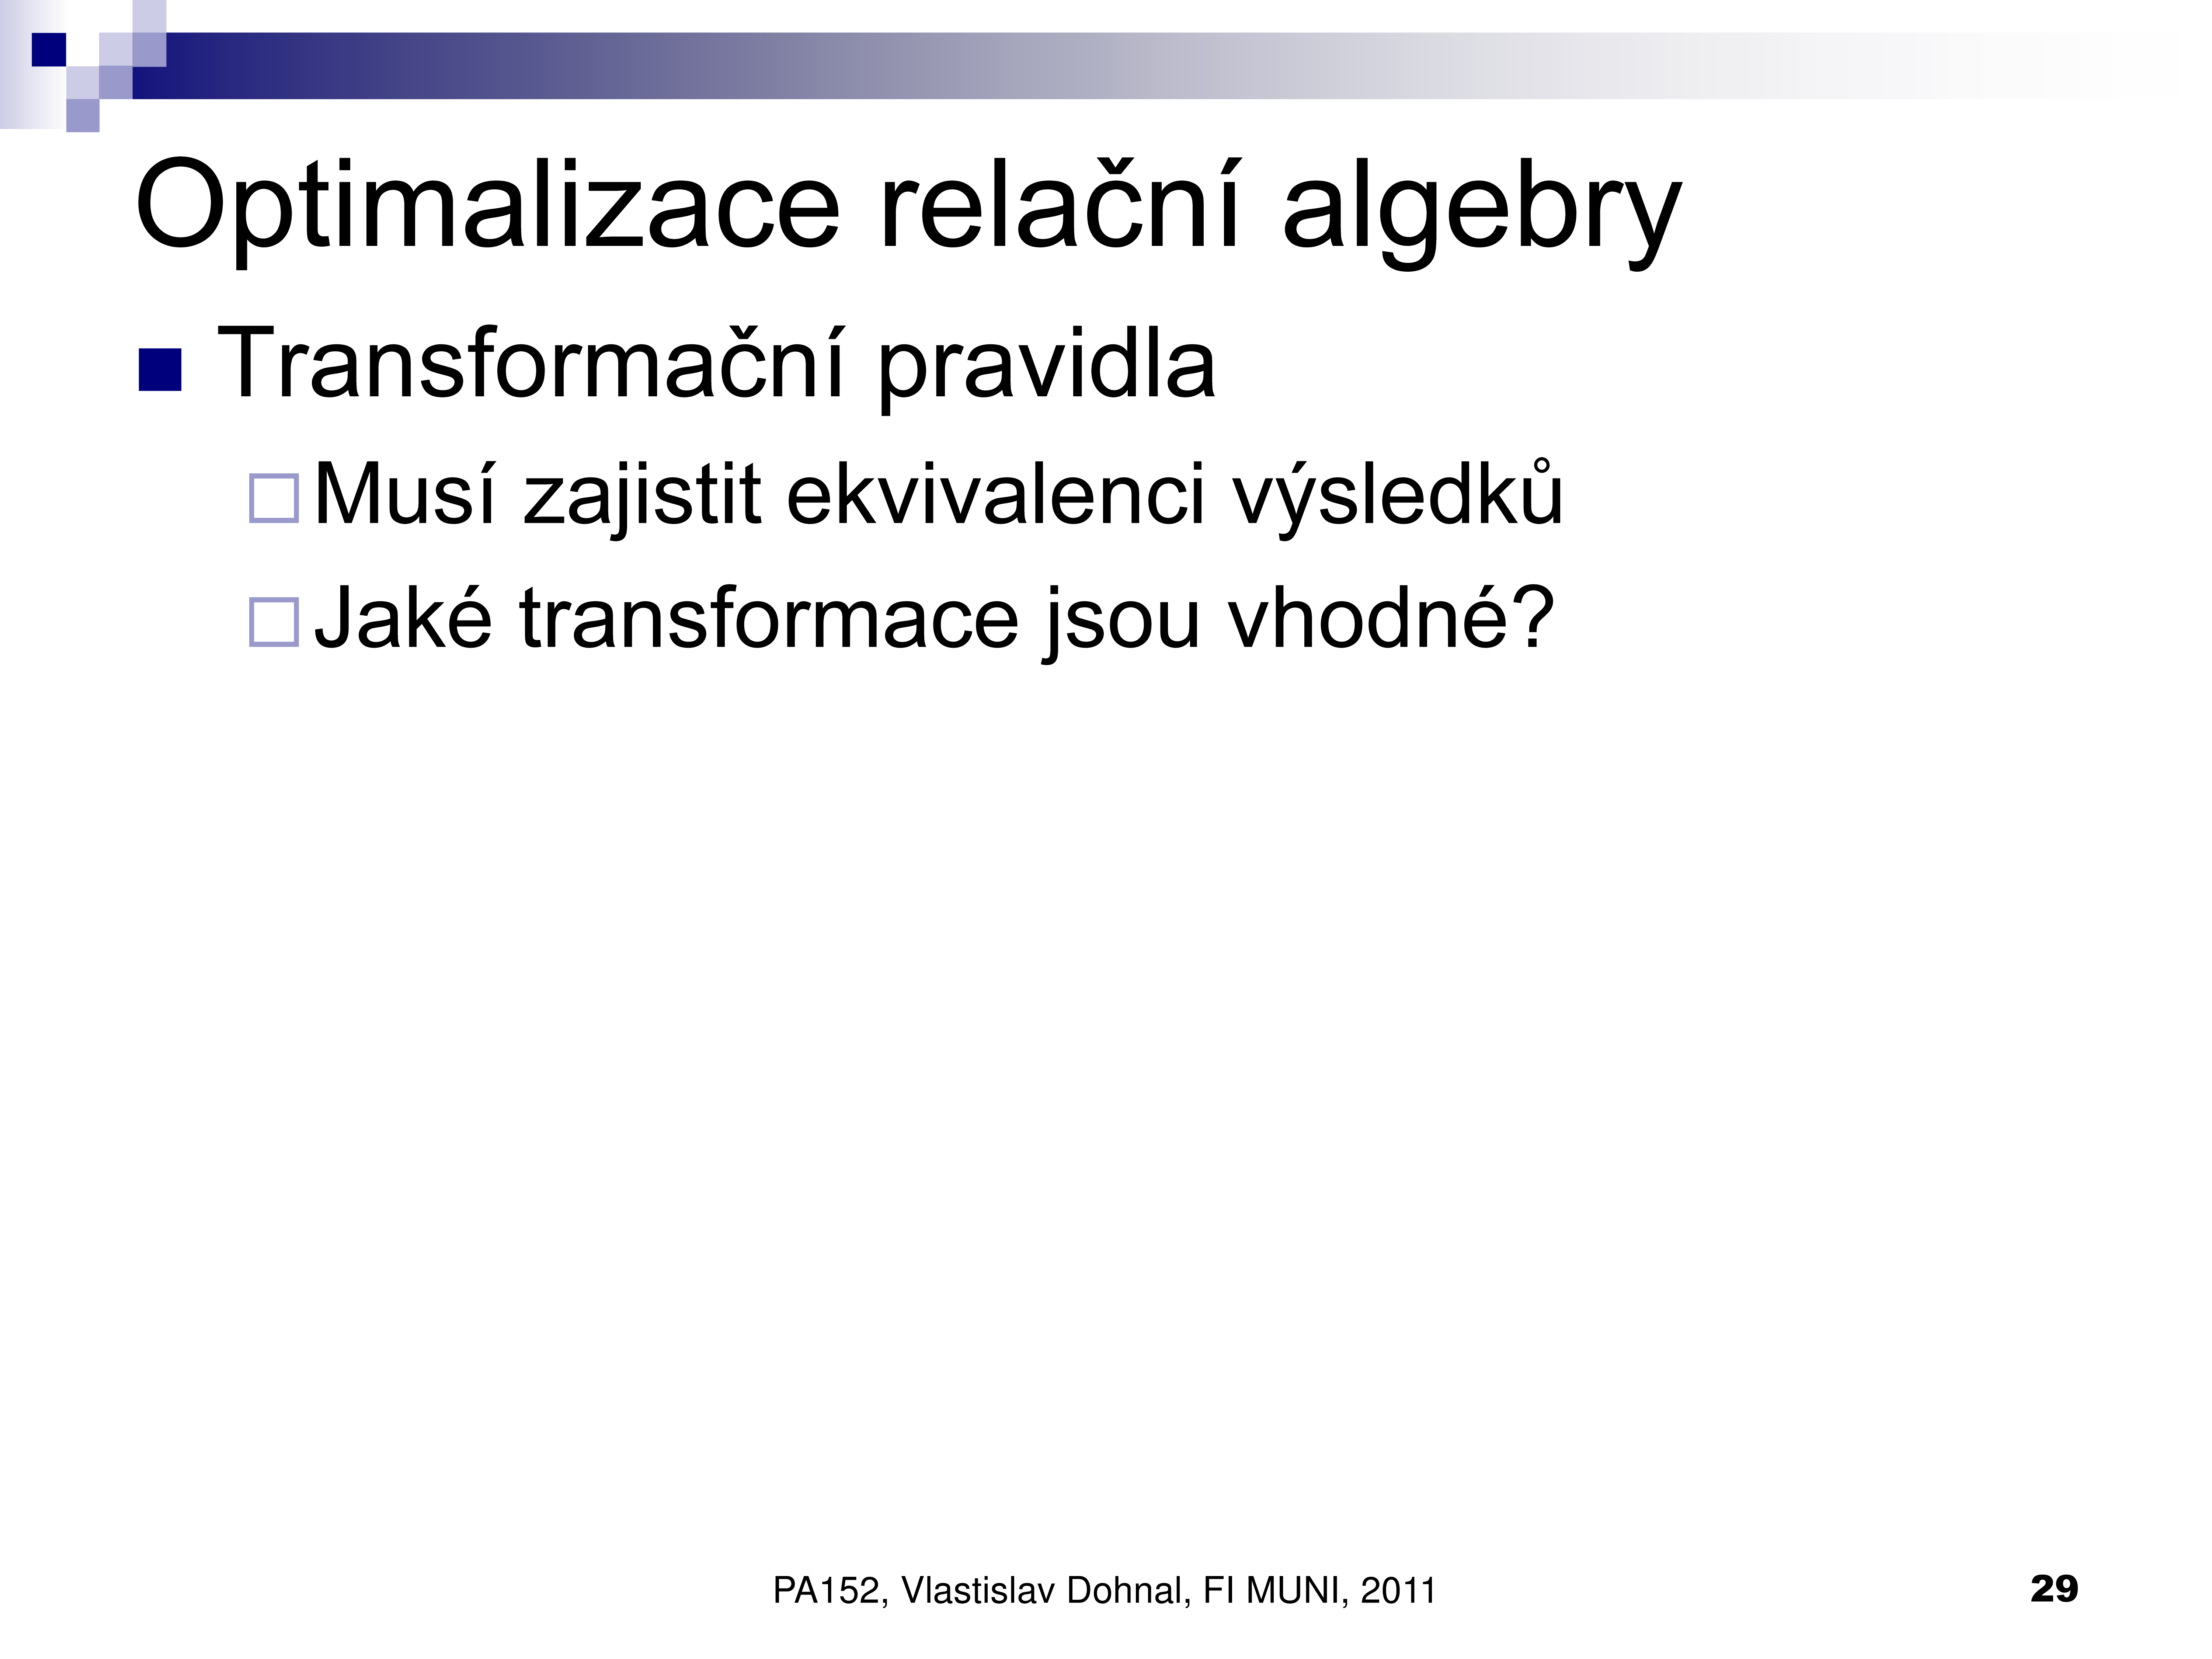 Optimalizace relační algebry
Transformační pravidla
Musí zajistit ekvivalenci výsledků
Jaké transformace jsou vhodné?
PA152, Vlastislav Dohnal, FI MUNI, 2011
29